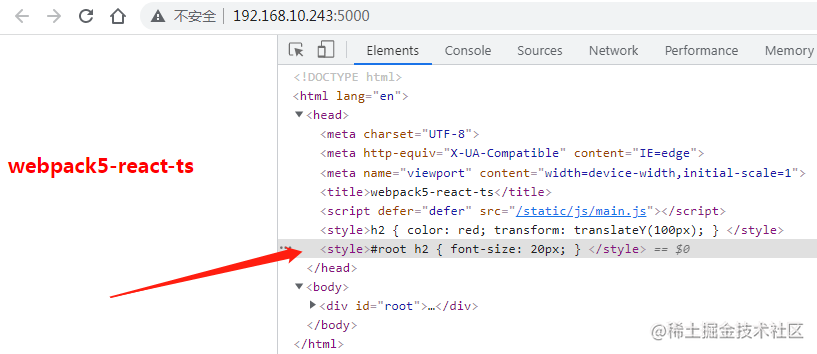 不安全 | 192.168.10.243:5000
Elements Console Sources Network Performance Memory
<!DOCTYPE html>
<html lang="en">
▼<head>
<meta charset="UTF-8">
<meta http-equiv="X-UA-Compatible" content="IE=edge">
webpack5-react-ts
<meta name="viewport" content="width=device-width,initial-scale=1">
<title>webpack5-react-ts</title>
<script defer="defer" src="/static/js/main.js"></script>
<style>h2 { color: red; transform: translateY(100px); } </style>
<style>#root h2 { font-size: 20px; } </style> == $0
</head>
▼<body>
▶<div id="root">…</div>
</body>
</html>
@稀土掘金技术社区